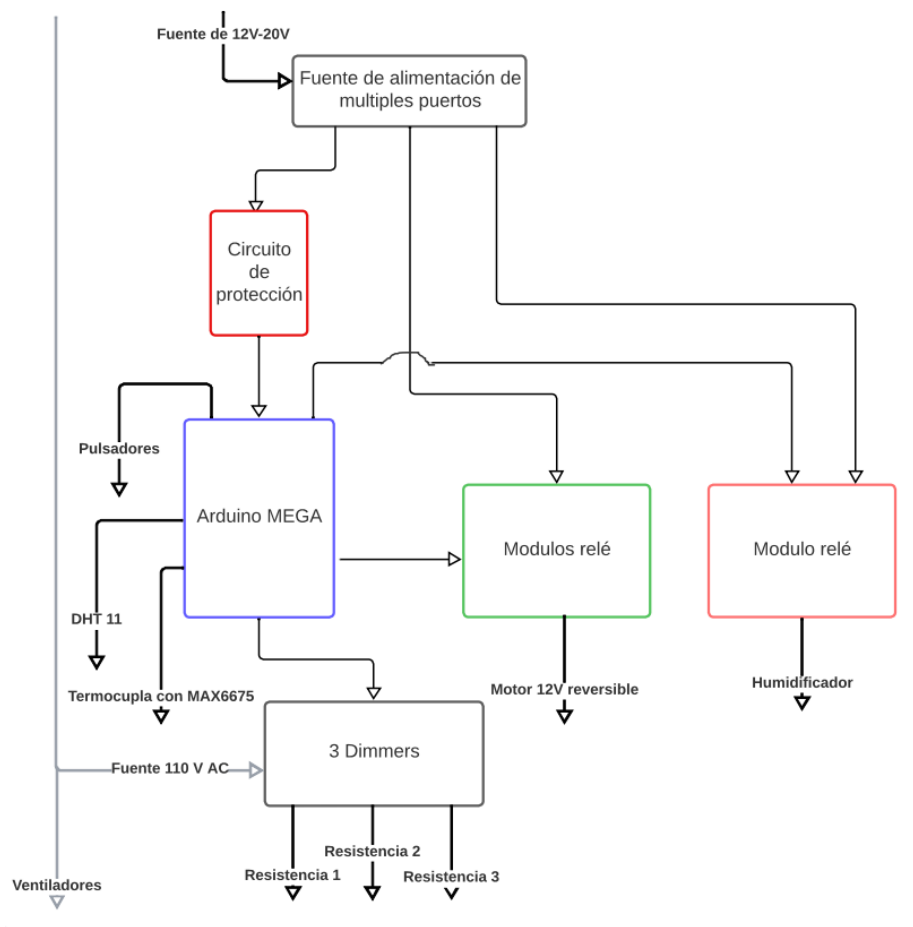 Fuente de 12V-20V
Fuente de alimentación de
multiples puertos
Circuito
de
protección
Pulsadores
Arduino MEGA
Modulos relé
Modulo relé
DHT 11
Termocupla con MAX6675
Motor 12V reversible
Humidificador
3 Dimmers
Fuente 110 V AC
Resistencia 2
Resistencia 1
Resistencia 3
Ventiladores